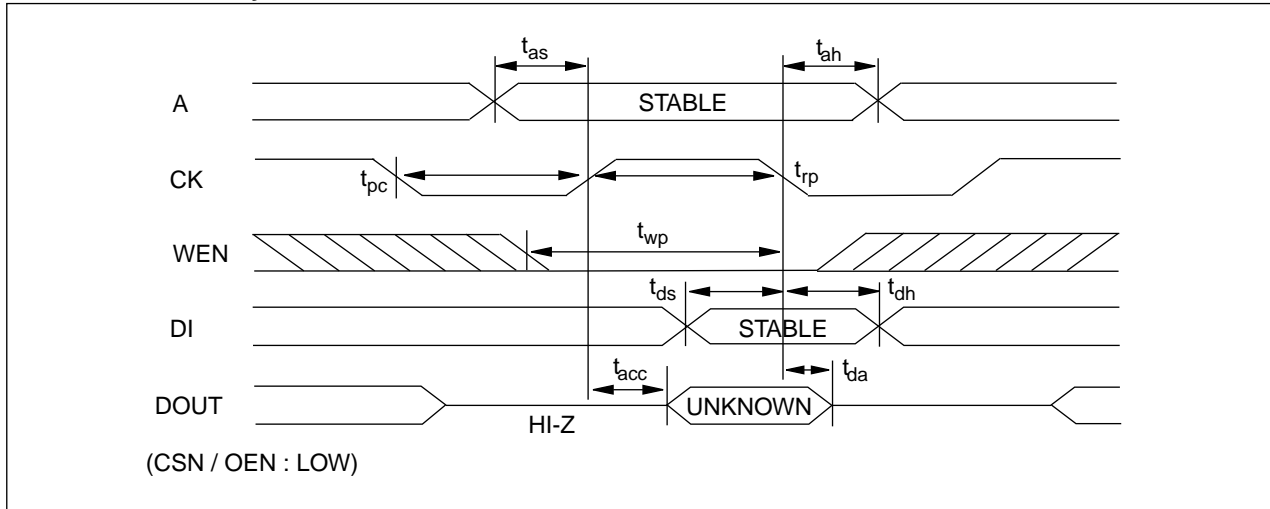 tas
tah
A
STABLE
CK
tpc
trp
WEN
twp
tds
tdh
DI
STABLE
tacc
tda
DOUT
UNKNOWN
HI-Z
(CSN / OEN : LOW)